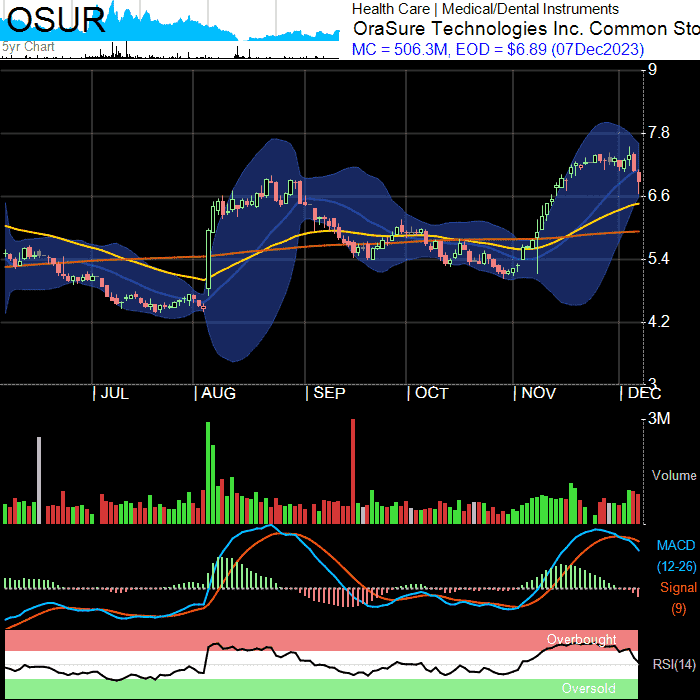 OSUR
5yr Chart
Health Care | Medical/Dental Instruments
OraSure Technologies Inc. Common Sto
MC = 506.3M, EOD = $6.89 (07Dec2023)
9
7.8
6.6
5.4
4.2
3
| JUL | AUG | SEP | OCT | NOV | DEC
3M
Volume
MACD
(12-26)
Signal
(9)
Overbought
RSI(14)
Oversold